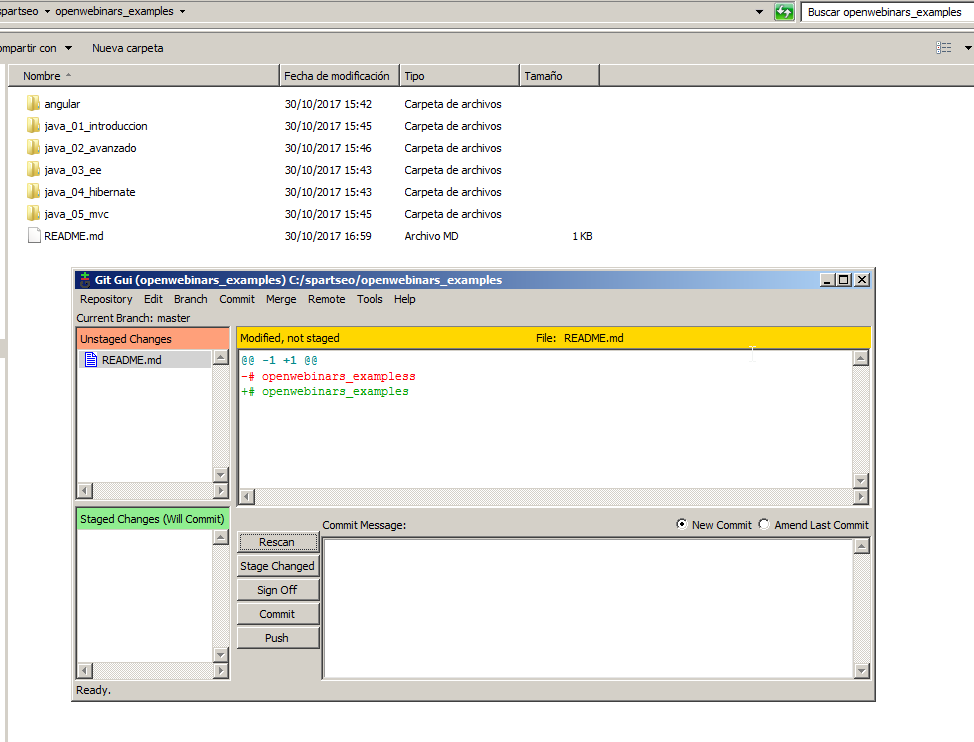 spartseo openwebinars_examples Buscar openwebinars_examples
ompartir con Nueva carpeta
Nombre Fecha de modificación Tipo Tamaño
angular 30/10/2017 15:42 Carpeta de archivos
java_01_introduccion 30/10/2017 15:45 Carpeta de archivos
java_02_avanzado 30/10/2017 15:46 Carpeta de archivos
java_03_ee 30/10/2017 15:43 Carpeta de archivos
java_04_hibernate 30/10/2017 15:43 Carpeta de archivos
java_05_mvc 30/10/2017 15:45 Carpeta de archivos
README.md 30/10/2017 16:59 Archivo MD 1 KB
Git Gui (openwebinars_examples) C:/spartseo/openwebinars_examples
Repository Edit Branch Commit Merge Remote Tools Help
Current Branch: master
Unstaged Changes
README.md
Modified, not staged File: README.md
@@ -1 +1 @@
-# openwebinars_exampless
+# openwebinars_examples
Staged Changes (Will Commit)
Commit Message: New Commit Amend Last Commit
Rescan
Stage Changed
Sign Off
Commit
Push
Ready.